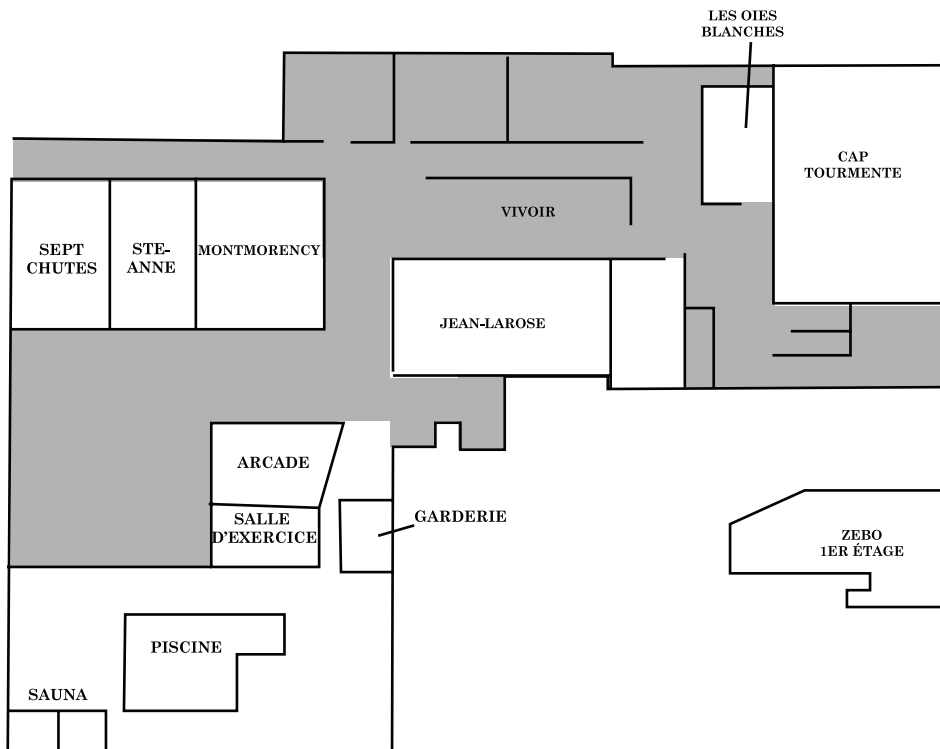 LES OIES
BLANCHES
CAP
TOURMENTE
VIVOIR
SEPT
CHUTES
STE-
ANNE
MONTMORENCY
JEAN-LAROSE
ARCADE
SALLE
D'EXERCICE
GARDERIE
ZEBO
1ER ÉTAGE
PISCINE
SAUNA